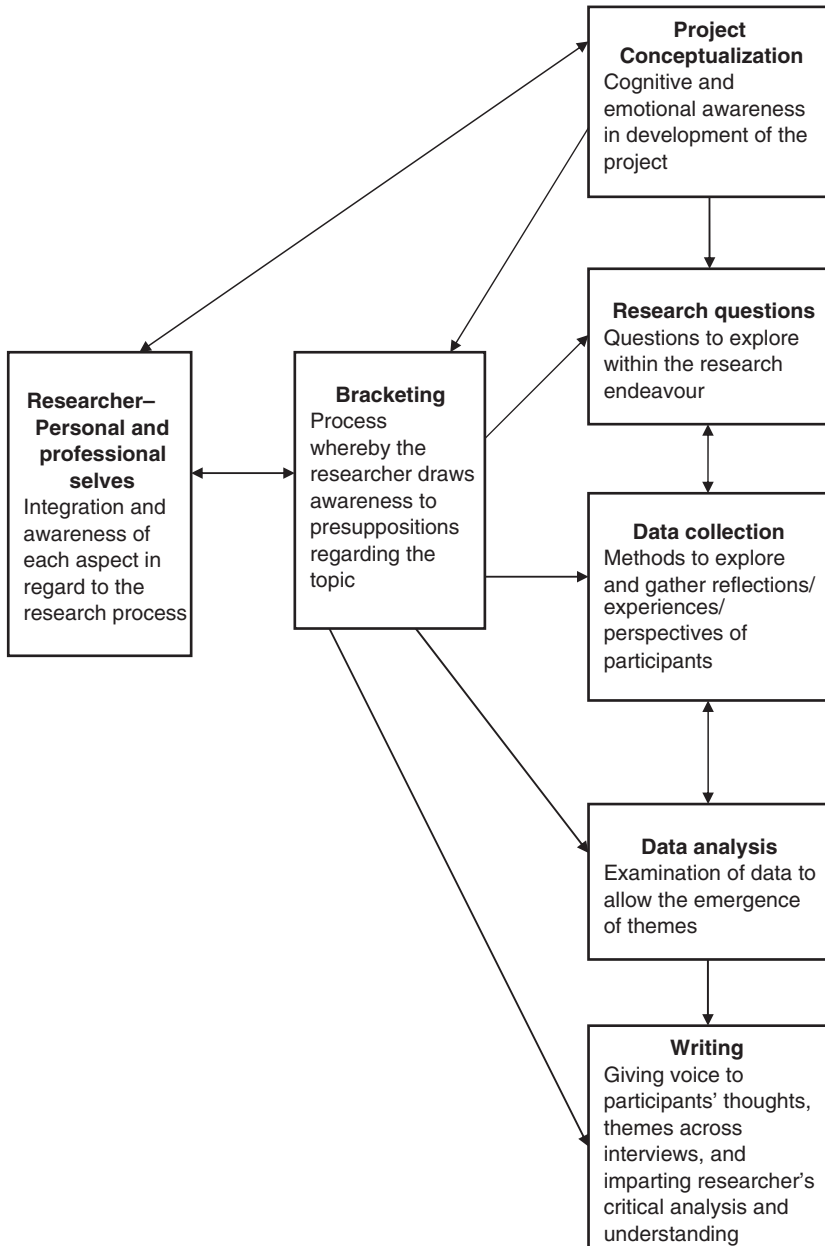 Project
Conceptualization
Cognitive and
emotional awareness
in development of the
project
Research questions
Questions to explore
within the research
endeavour
Researcher–
Personal and
professional
selves
Integration and
awareness of
each aspect in
regard to the
research process
Bracketing
Process
whereby the
researcher draws
awareness to
presuppositions
regarding the
topic
Data collection
Methods to explore
and gather reflections/
experiences/
perspectives of
participants
Data analysis
Examination of data to
allow the emergence
of themes
Writing
Giving voice to
participants’ thoughts,
themes across
interviews, and
imparting researcher’s
critical analysis and
understanding